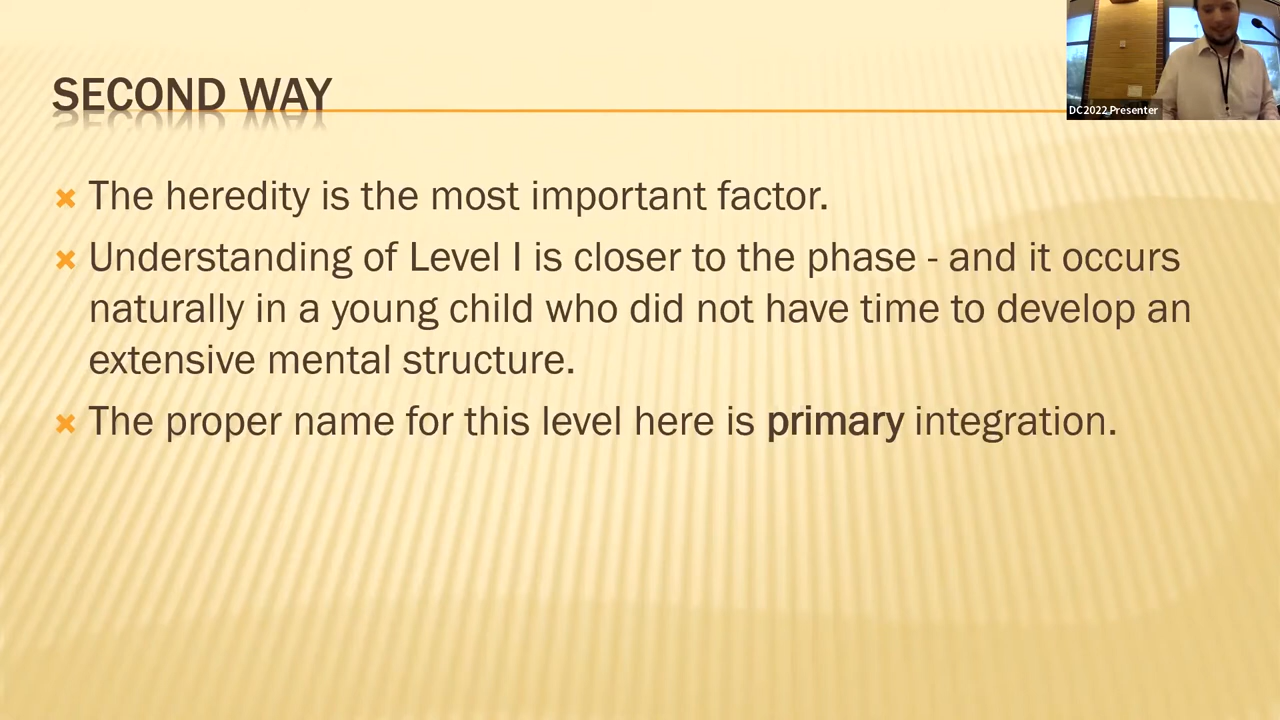 SECOND WAY
DC2022 Presenter
The heredity is the most important factor.
Understanding of Level I is closer to the phase - and it occurs
naturally in a young child who did not have time to develop an
extensive mental structure.
The proper name for this level here is primary integration.